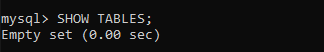 mysql> SHOW TABLES;
Empty set (0.00 sec)